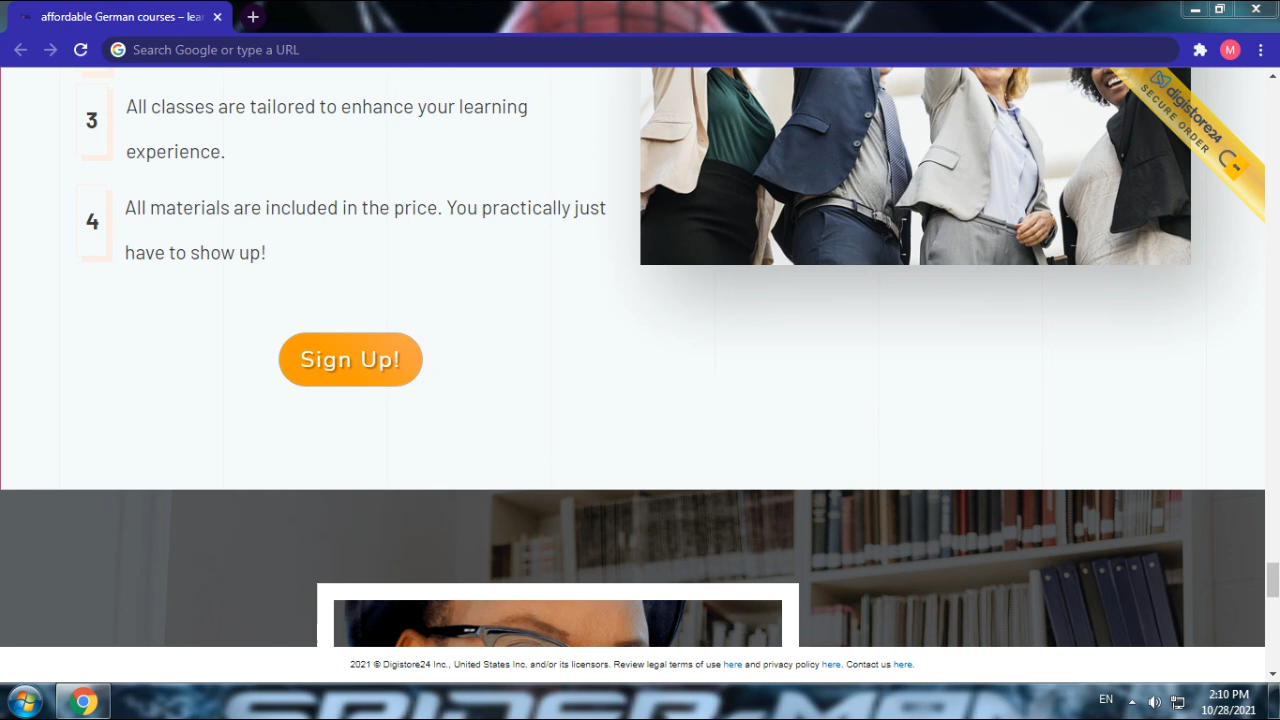 affordable German courses – lea
Search Google or type a URL
M
3
All classes are tailored to enhance your learning
experience.
4
All materials are included in the price. You practically just
have to show up!
digistore24
SECURE ORDER
Sign Up!
2021 © Digistore24 Inc., United States Inc. and/or its licensors. Review legal terms of use here and privacy policy here. Contact us here.
SPIDER-MAN
EN
2:10 PM
10/28/2021